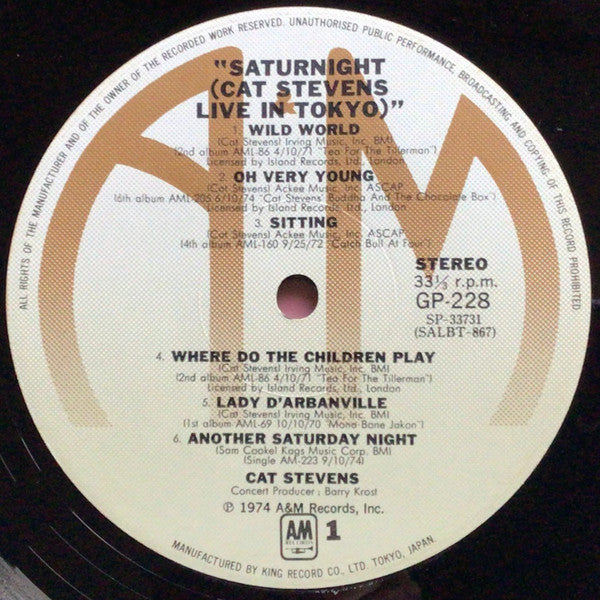 ALL RIGHTS OF THE MANUFACTURER AND OF THE OWNER OF THE RECORDED WORK RESERVED. UNAUTHORISED PUBLIC PERFORMANCE, BROADCASTING AND COPYING OF THIS RECORD PROHIBITED.
"SATURNIGHT
(CAT STEVENS
LIVE IN TOKYO)"
1. WILD WORLD
(Cat Stevens) Irving Music, Inc. BMI
(2nd album AML-86 4/10/71 "Tea For The Tillerman")
Licensed by Island Records, Ltd., London
2. OH VERY YOUNG
(Cat Stevens) Ackee Music, Inc. ASCAP
(6th album AML-205 6/10/74 "Cat Stevens' Buddha And The Chocolate Box")
Licensed by Island Records, Ltd., London
3. SITTING
(Cat Stevens) Ackee Music, Inc. ASCAP
(4th album AML-160 9/25/72 "Catch Bull At Four")
STEREO
33⅓ r.p.m.
GP-228
SP-33731
(SALBT-867)
4. WHERE DO THE CHILDREN PLAY
(Cat Stevens) Irving Music, Inc. BMI
(2nd album AML-86 4/10/71 "Tea For The Tillerman")
Licensed by Island Records, Ltd., London
5. LADY D'ARBANVILLE
(Cat Stevens) Irving Music, Inc. BMI
(1st album AML-69 10/10/70 "Mona Bone Jakon")
6. ANOTHER SATURDAY NIGHT
(Sam Cooke) Kags Music Corp. BMI)
(Single AM-223 9/10/74)
CAT STEVENS
Concert Producer : Barry Krost
℗ 1974 A&M Records, Inc.
A&M
RECORDS
1
MANUFACTURED BY KING RECORD CO., LTD. TOKYO, JAPAN.